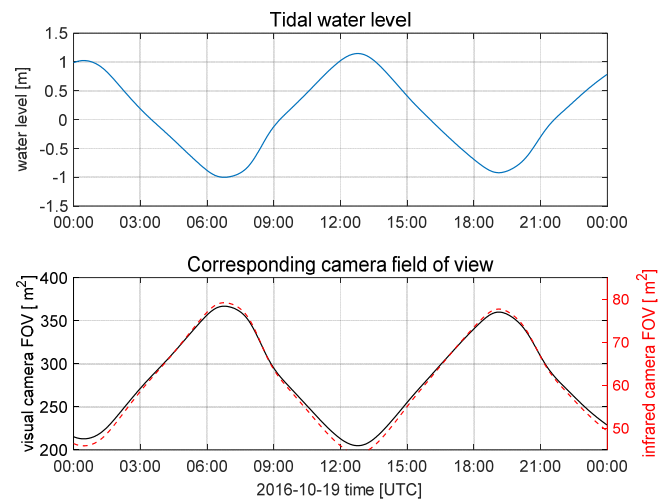 Tidal water level
water level [m]
1.5
1
0.5
0
-0.5
-1
-1.5
00:00 03:00 06:00 09:00 12:00 15:00 18:00 21:00 00:00
Corresponding camera field of view
visual camera FOV [ m²]
400
350
300
250
200
infrared camera FOV [ m²]
80
70
60
50
00:00 03:00 06:00 09:00 12:00 15:00 18:00 21:00 00:00
2016-10-19 time [UTC]